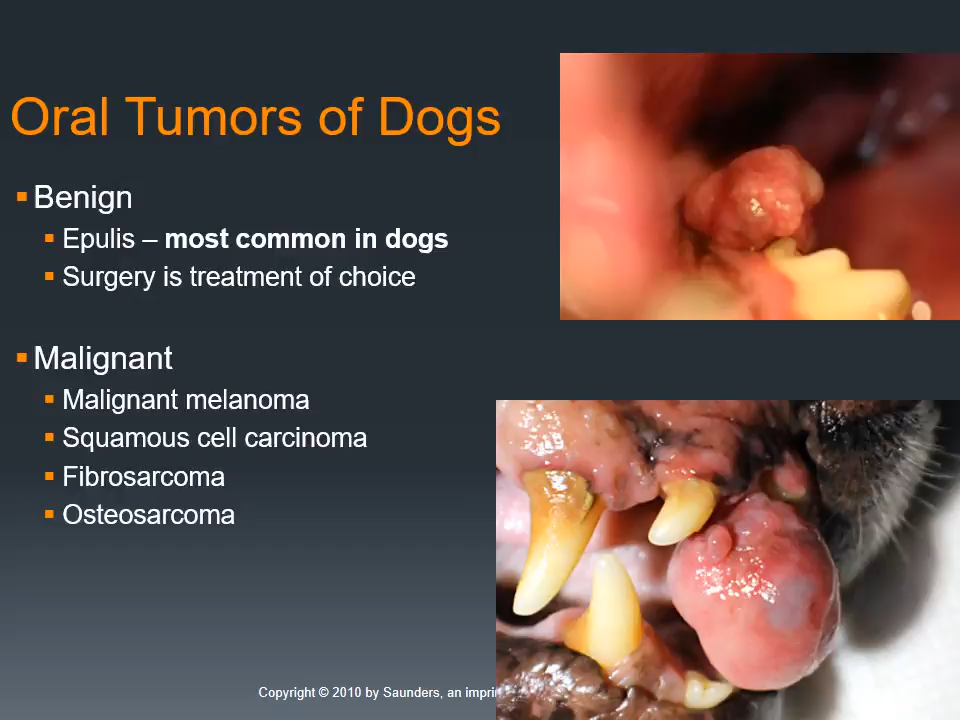 Oral Tumors of Dogs
Benign
Epulis – most common in dogs
Surgery is treatment of choice
Malignant
Malignant melanoma
Squamous cell carcinoma
Fibrosarcoma
Osteosarcoma
Copyright © 2010 by Saunders, an